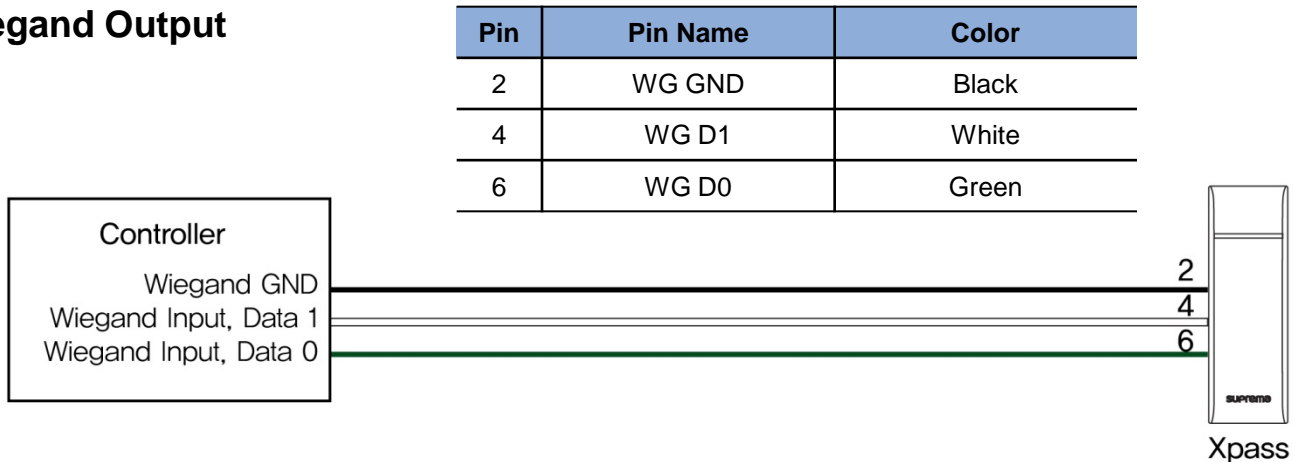 egand Output
Pin Pin Name Color
2 WG GND Black
4 WG D1 White
6 WG D0 Green
Controller
Wiegand GND 2
Wiegand Input, Data 1 4
Wiegand Input, Data 0 6
suprema
Xpass